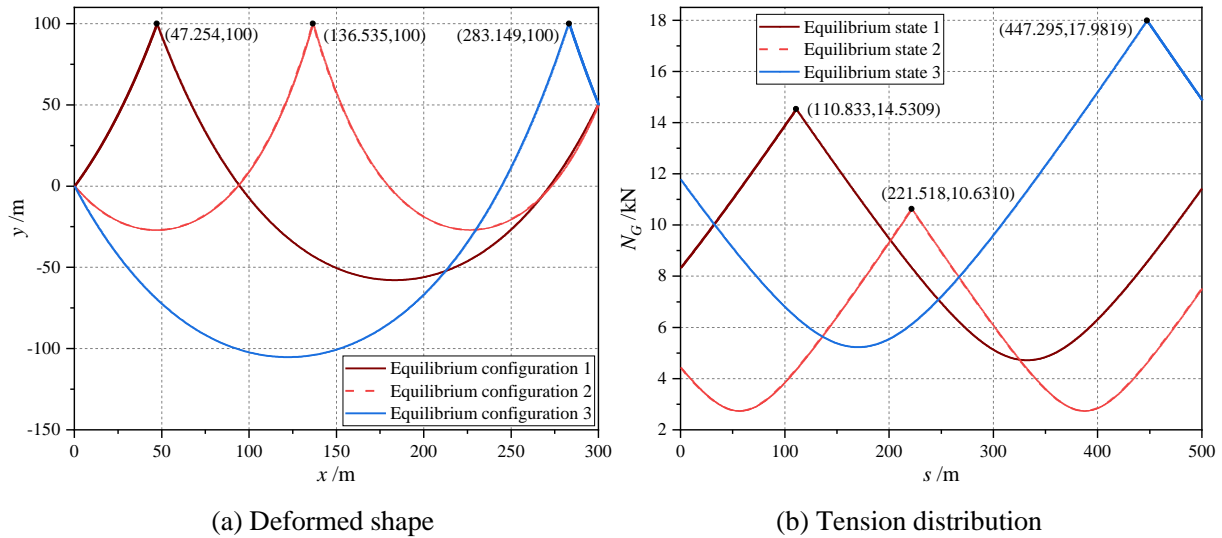 100
50
0
-50
-100
-150
y /m
(47.254,100)
(136.535,100)
(283.149,100)
Equilibrium configuration 1
Equilibrium configuration 2
Equilibrium configuration 3
0
50
100
150
200
250
300
x /m
(a) Deformed shape
18
16
14
12
10
8
6
4
2
N_G /kN
Equilibrium state 1
Equilibrium state 2
Equilibrium state 3
(447.295,17.9819)
(110.833,14.5309)
(221.518,10.6310)
0
100
200
300
400
500
s /m
(b) Tension distribution